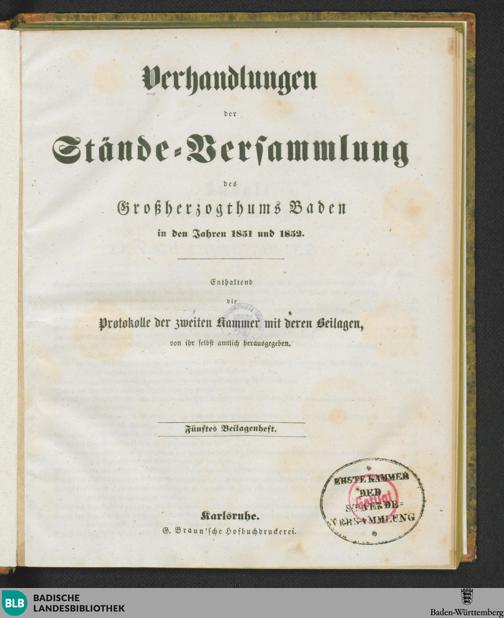 Verhandlungen
der
Stände-Versammlung
des
Großherzogthums Baden
in den Jahren 1851 und 1852.
Enthaltend
die
Protokolle der zweiten Kammer mit deren Beilagen,
von ihr selbst amtlich herausgegeben.
Fünftes Beilagenheft.
ERSTE KAMMER
DER
STAENDE-
VERSAMMLUNG
Getilgt
Karlsruhe.
G. Braun'sche Hofbuchdruckerei.
BLB
BADISCHE
LANDESBIBLIOTHEK
Baden-Württemberg